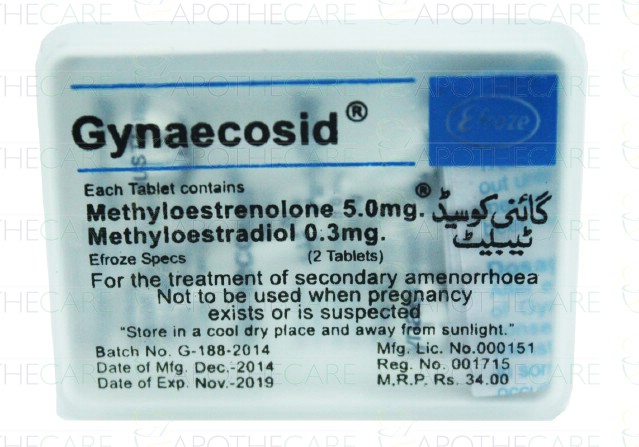 APOTHECARE
Gynaecosid®
Efroze
Each Tablet contains
Methyloestrenolone 5.0mg.
Methyloestradiol 0.3mg.
®گائنی کوسیڈ
ٹیبلیٹ
Efroze Specs (2 Tablets)
For the treatment of secondary amenorrhoea
Not to be used when pregnancy
exists or is suspected
"Store in a cool dry place and away from sunlight."
Batch No. G-188-2014
Date of Mfg. Dec.-2014
Date of Exp. Nov.-2019
Mfg. Lic. No.000151
Reg. No. 001715
M.R.P. Rs. 34.00